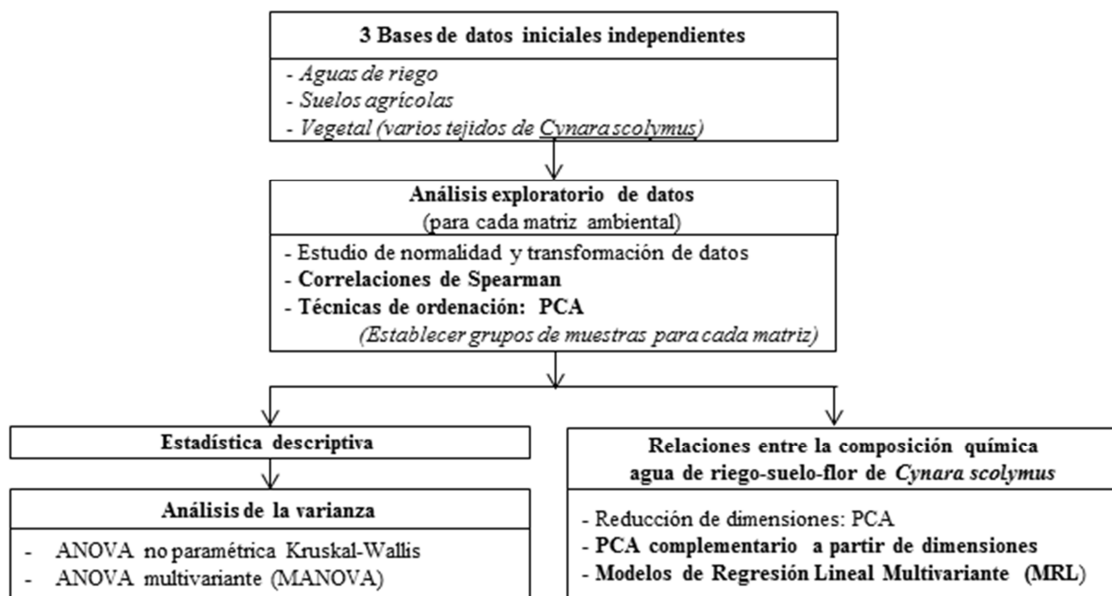 3 Bases de datos iniciales independientes
- Aguas de riego
- Suelos agrícolas
- Vegetal (varios tejidos de Cynara scolymus)
Análisis exploratorio de datos
(para cada matriz ambiental)
- Estudio de normalidad y transformación de datos
- Correlaciones de Spearman
- Técnicas de ordenación: PCA
(Establecer grupos de muestras para cada matriz)
Estadística descriptiva
Análisis de la varianza
- ANOVA no paramétrica Kruskal-Wallis
- ANOVA multivariante (MANOVA)
Relaciones entre la composición química
agua de riego-suelo-flor de Cynara scolymus
- Reducción de dimensiones: PCA
- PCA complementario a partir de dimensiones
- Modelos de Regresión Lineal Multivariante (MRL)